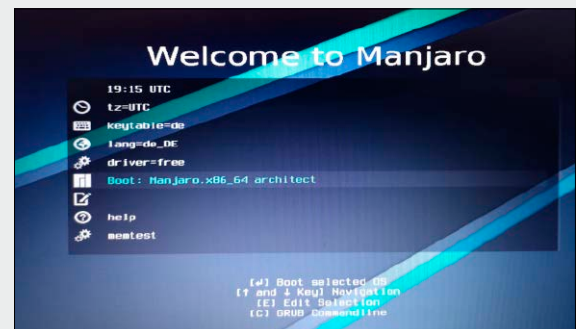 Welcome to Manjaro
19:15 UTC
tz=UTC
keytable=de
lang=de_DE
driver=free
Boot: Manjaro.x86_64 architect
help
memtest
[↲] Boot selected OS
[↑ and ↓ Key] Navigation
[E] Edit Selection
[C] GRUB Commandline